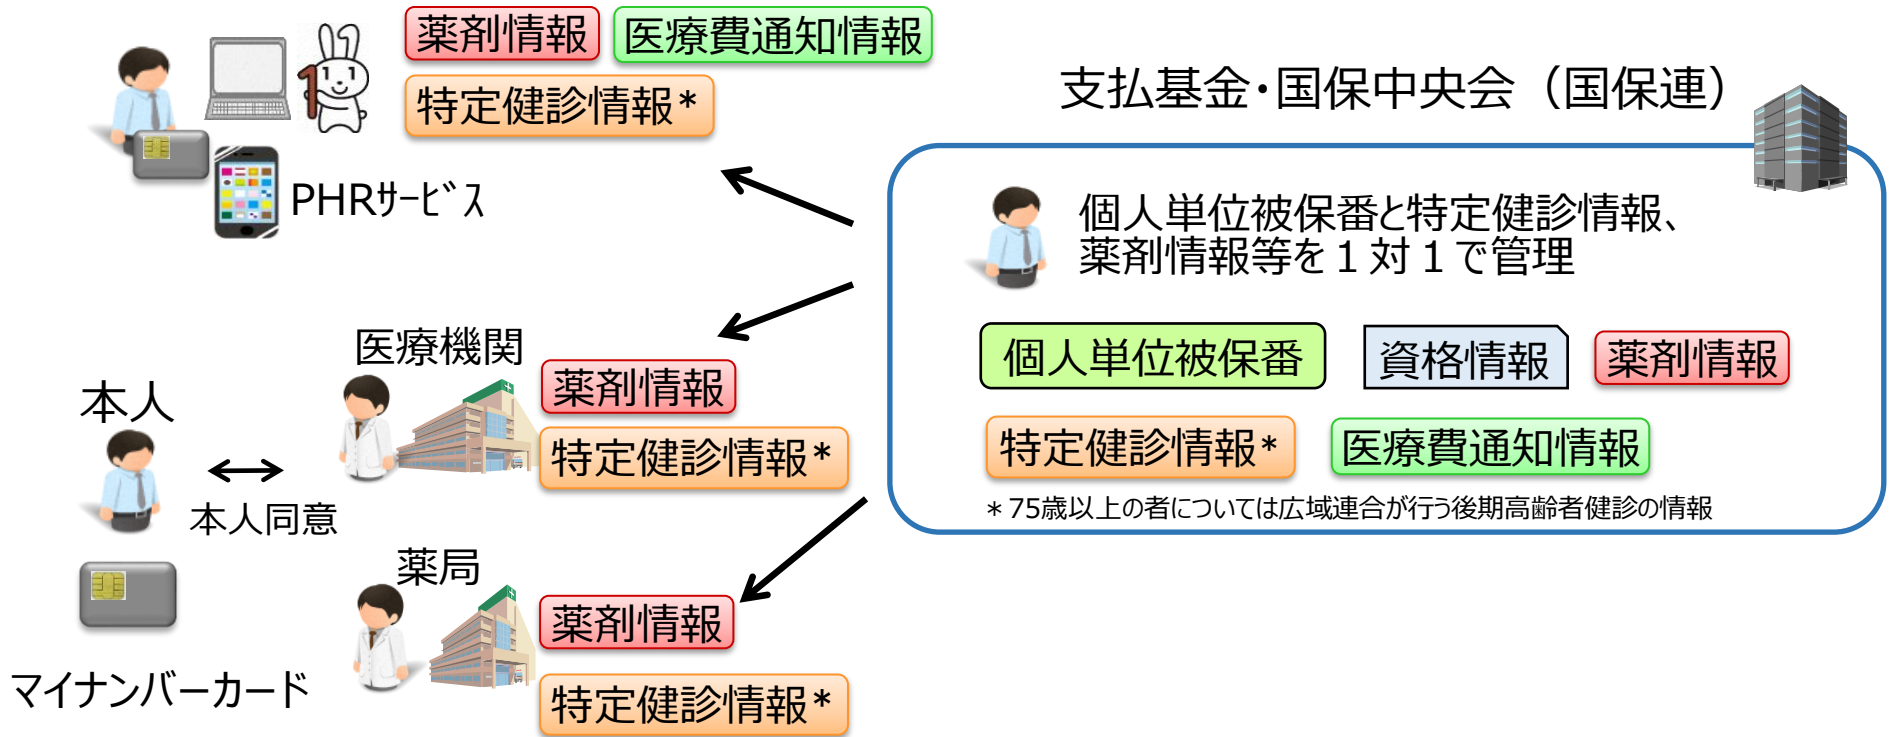 薬剤情報
医療費通知情報
特定健診情報*
PHRｻｰﾋﾞｽ
支払基金・国保中央会（国保連）
個人単位被保番と特定健診情報、
薬剤情報等を１対１で管理
個人単位被保番
資格情報
薬剤情報
特定健診情報*
医療費通知情報
＊75歳以上の者については広域連合が行う後期高齢者健診の情報
医療機関
薬剤情報
特定健診情報*
本人
本人同意
薬局
薬剤情報
特定健診情報*
マイナンバーカード